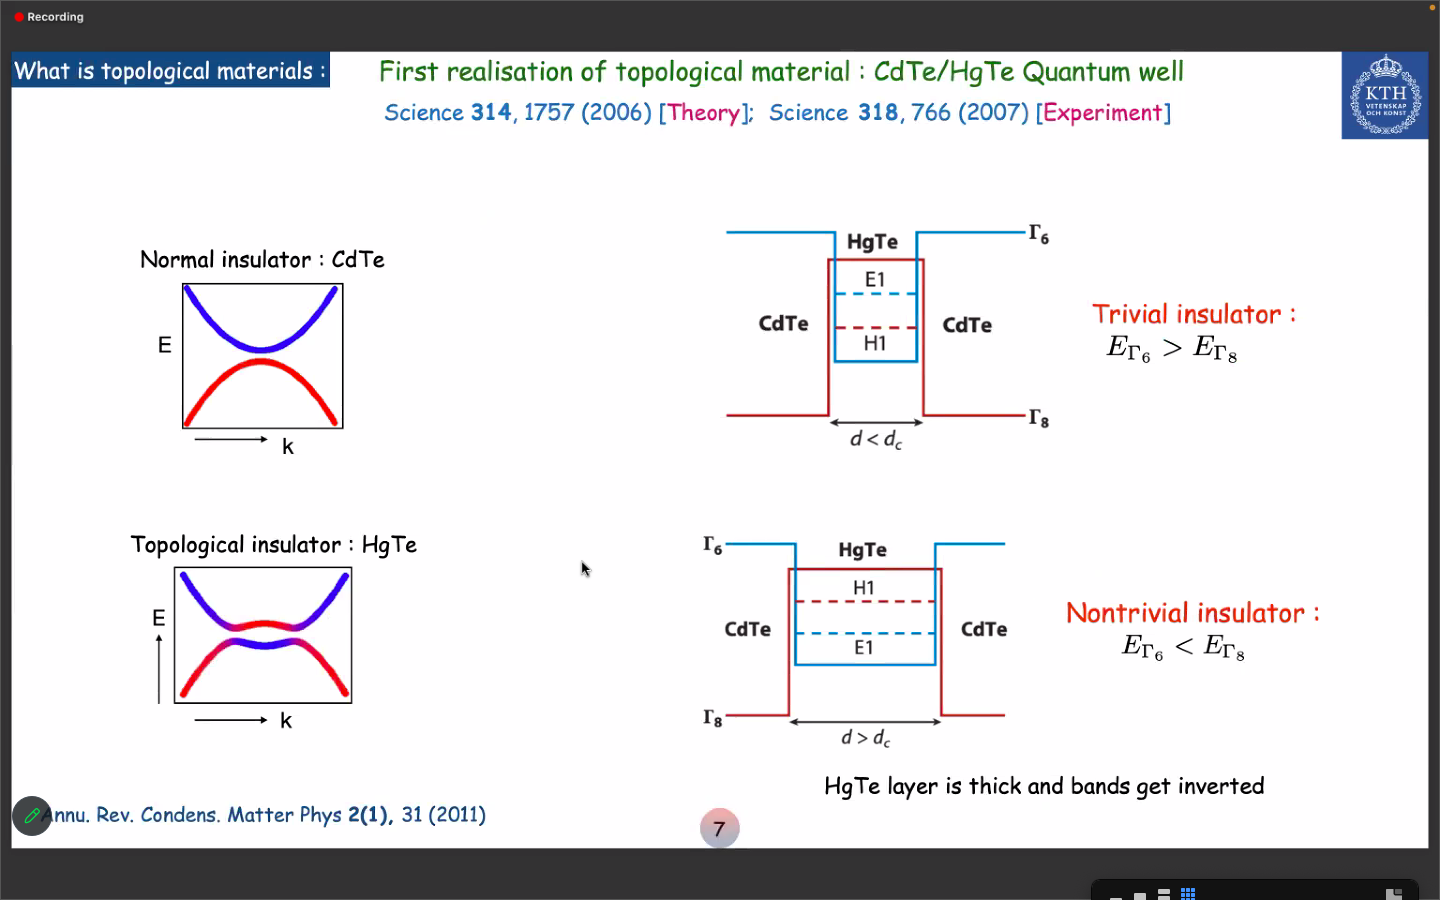 Recording
What is topological materials :
First realisation of topological material : CdTe/HgTe Quantum well
Science 314, 1757 (2006) [Theory]; Science 318, 766 (2007) [Experiment]
KTH
VETENSKAP
OCH KONST
Normal insulator : CdTe
E
k
HgTe
Γ6
E1
CdTe
CdTe
H1
Γ8
d < dc
Trivial insulator :
EΓ6 > EΓ8
Topological insulator : HgTe
E
k
Γ6
HgTe
H1
CdTe
CdTe
E1
Γ8
d > dc
Nontrivial insulator :
EΓ6 < EΓ8
HgTe layer is thick and bands get inverted
Annu. Rev. Condens. Matter Phys 2(1), 31 (2011)
7